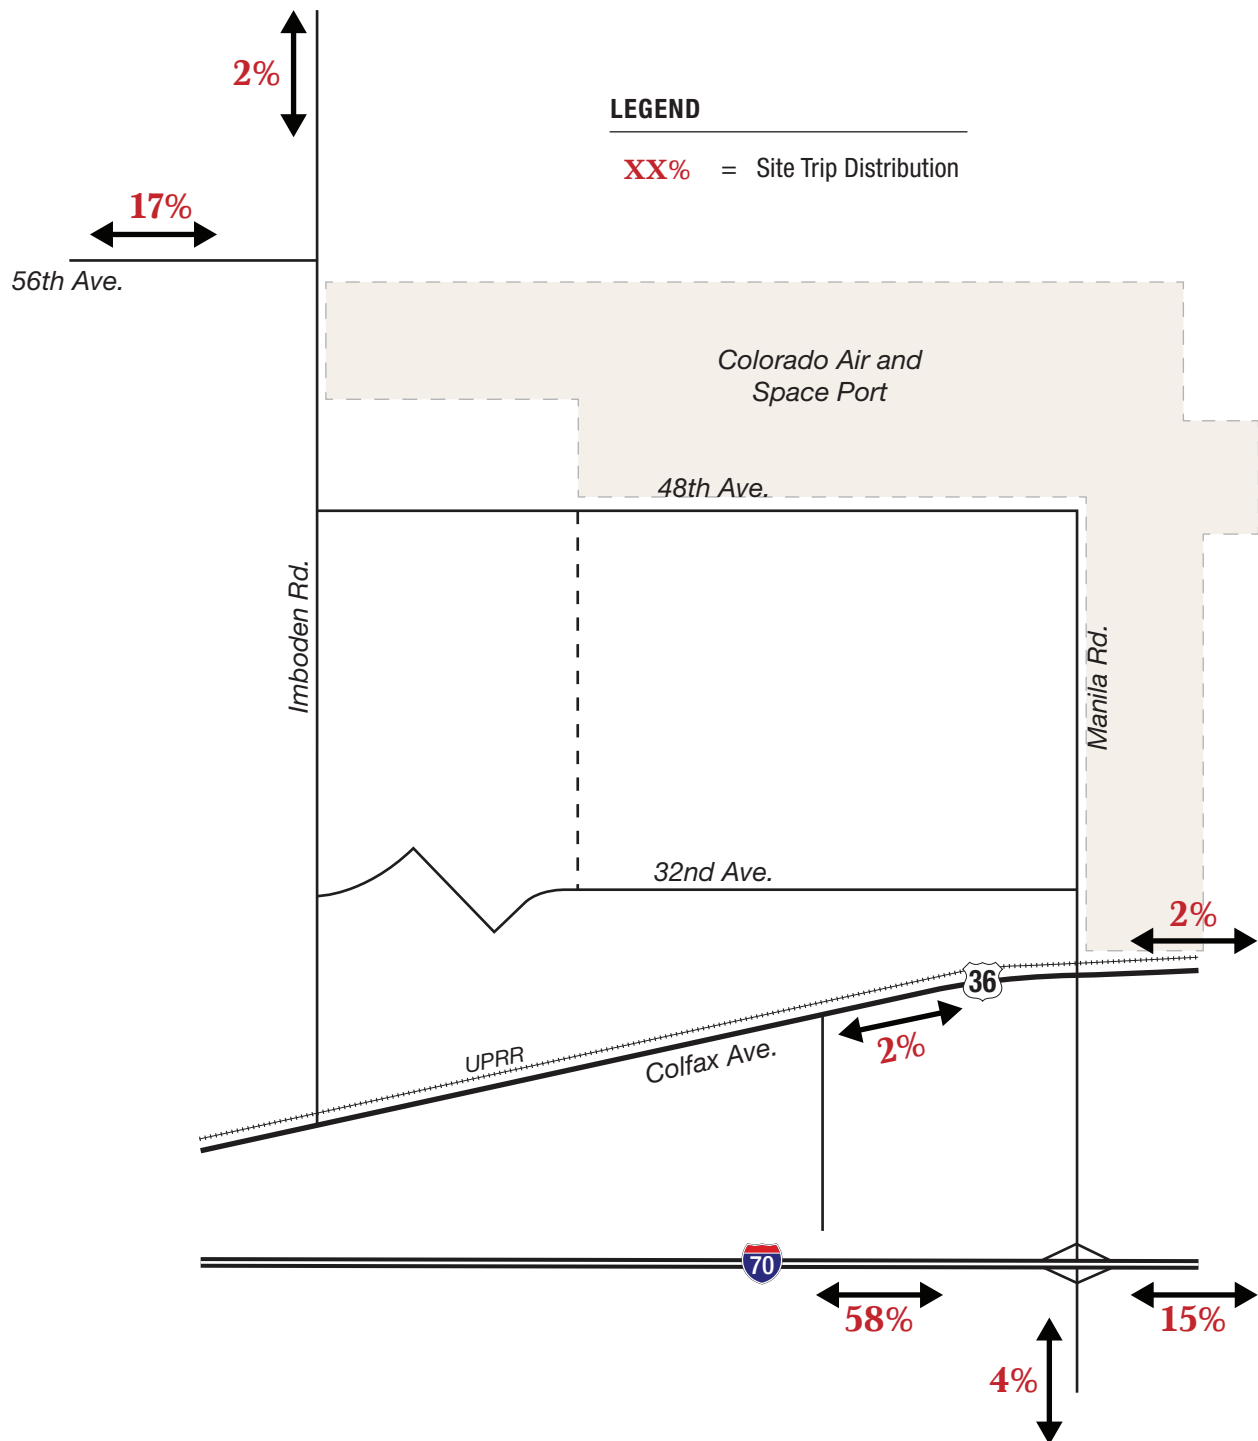 2%
LEGEND
XX% = Site Trip Distribution
17%
56th Ave.
Colorado Air and
Space Port
48th Ave.
Imboden Rd.
Manila Rd.
32nd Ave.
2%
36
2%
UPRR
Colfax Ave.
70
58%
15%
4%